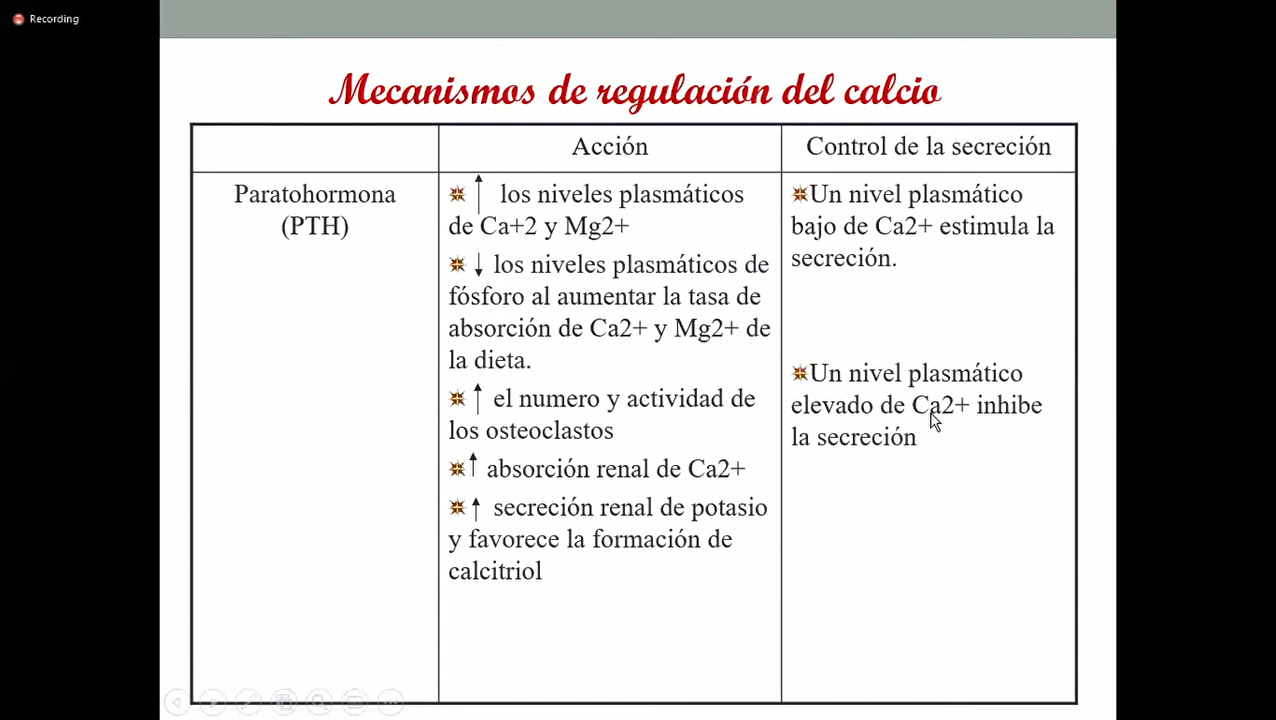 Recording
Mecanismos de regulación del calcio
Acción
Control de la secreción
Paratohormona
(PTH)
↑ los niveles plasmáticos
de Ca+2 y Mg2+
↓ los niveles plasmáticos de
fósforo al aumentar la tasa de
absorción de Ca2+ y Mg2+ de
la dieta.
↑ el numero y actividad de
los osteoclastos
↑ absorción renal de Ca2+
↑ secreción renal de potasio
y favorece la formación de
calcitriol
Un nivel plasmático
bajo de Ca2+ estimula la
secreción.
Un nivel plasmático
elevado de Ca2+ inhibe
la secreción